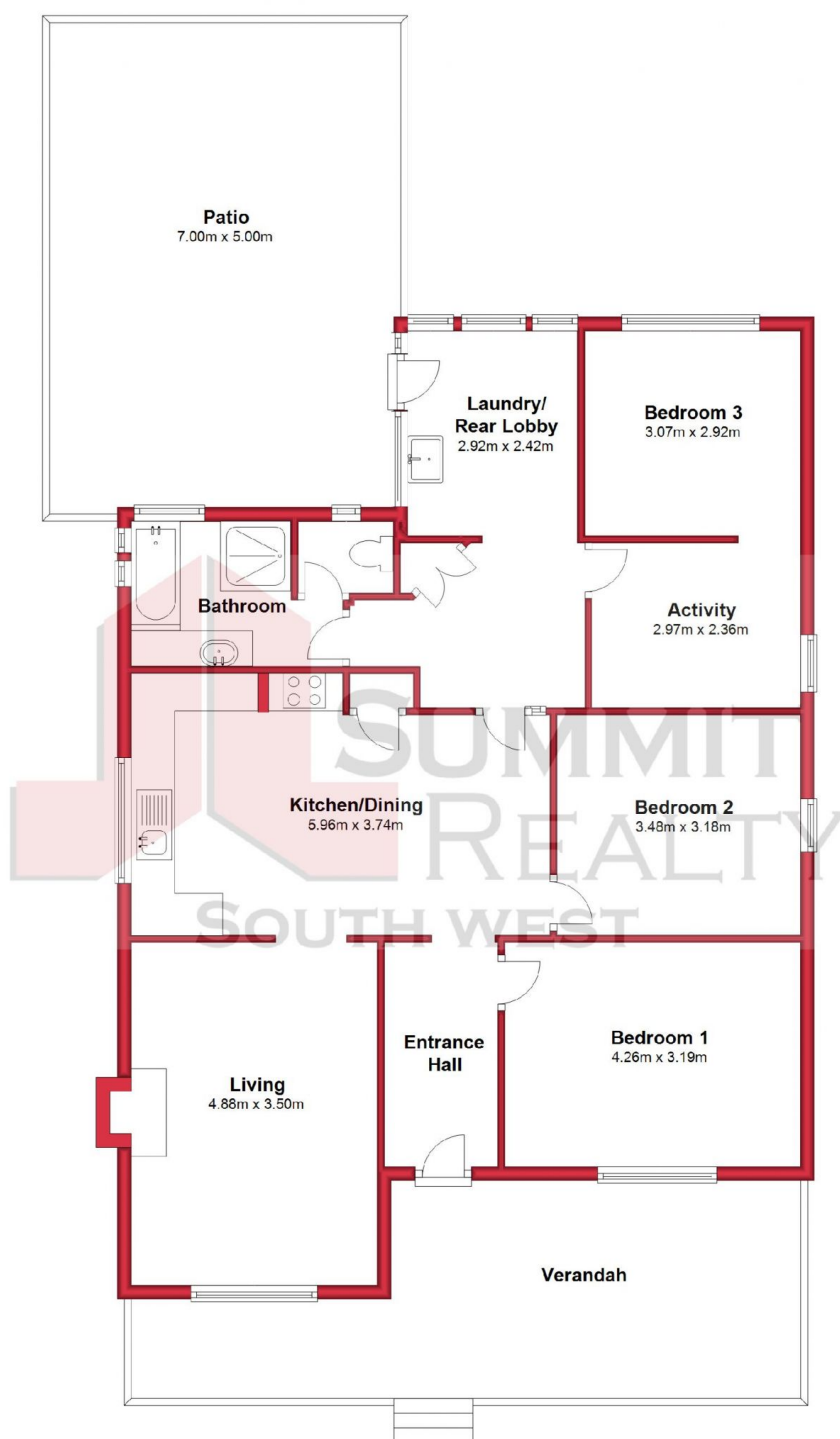 Patio
7.00m x 5.00m
Laundry/
Rear Lobby
2.92m x 2.42m
Bedroom 3
3.07m x 2.92m
Bathroom
Activity
2.97m x 2.36m
SUMMIT
REALTY
SOUTH WEST
Kitchen/Dining
5.96m x 3.74m
Bedroom 2
3.48m x 3.18m
Living
4.88m x 3.50m
Entrance
Hall
Bedroom 1
4.26m x 3.19m
Verandah